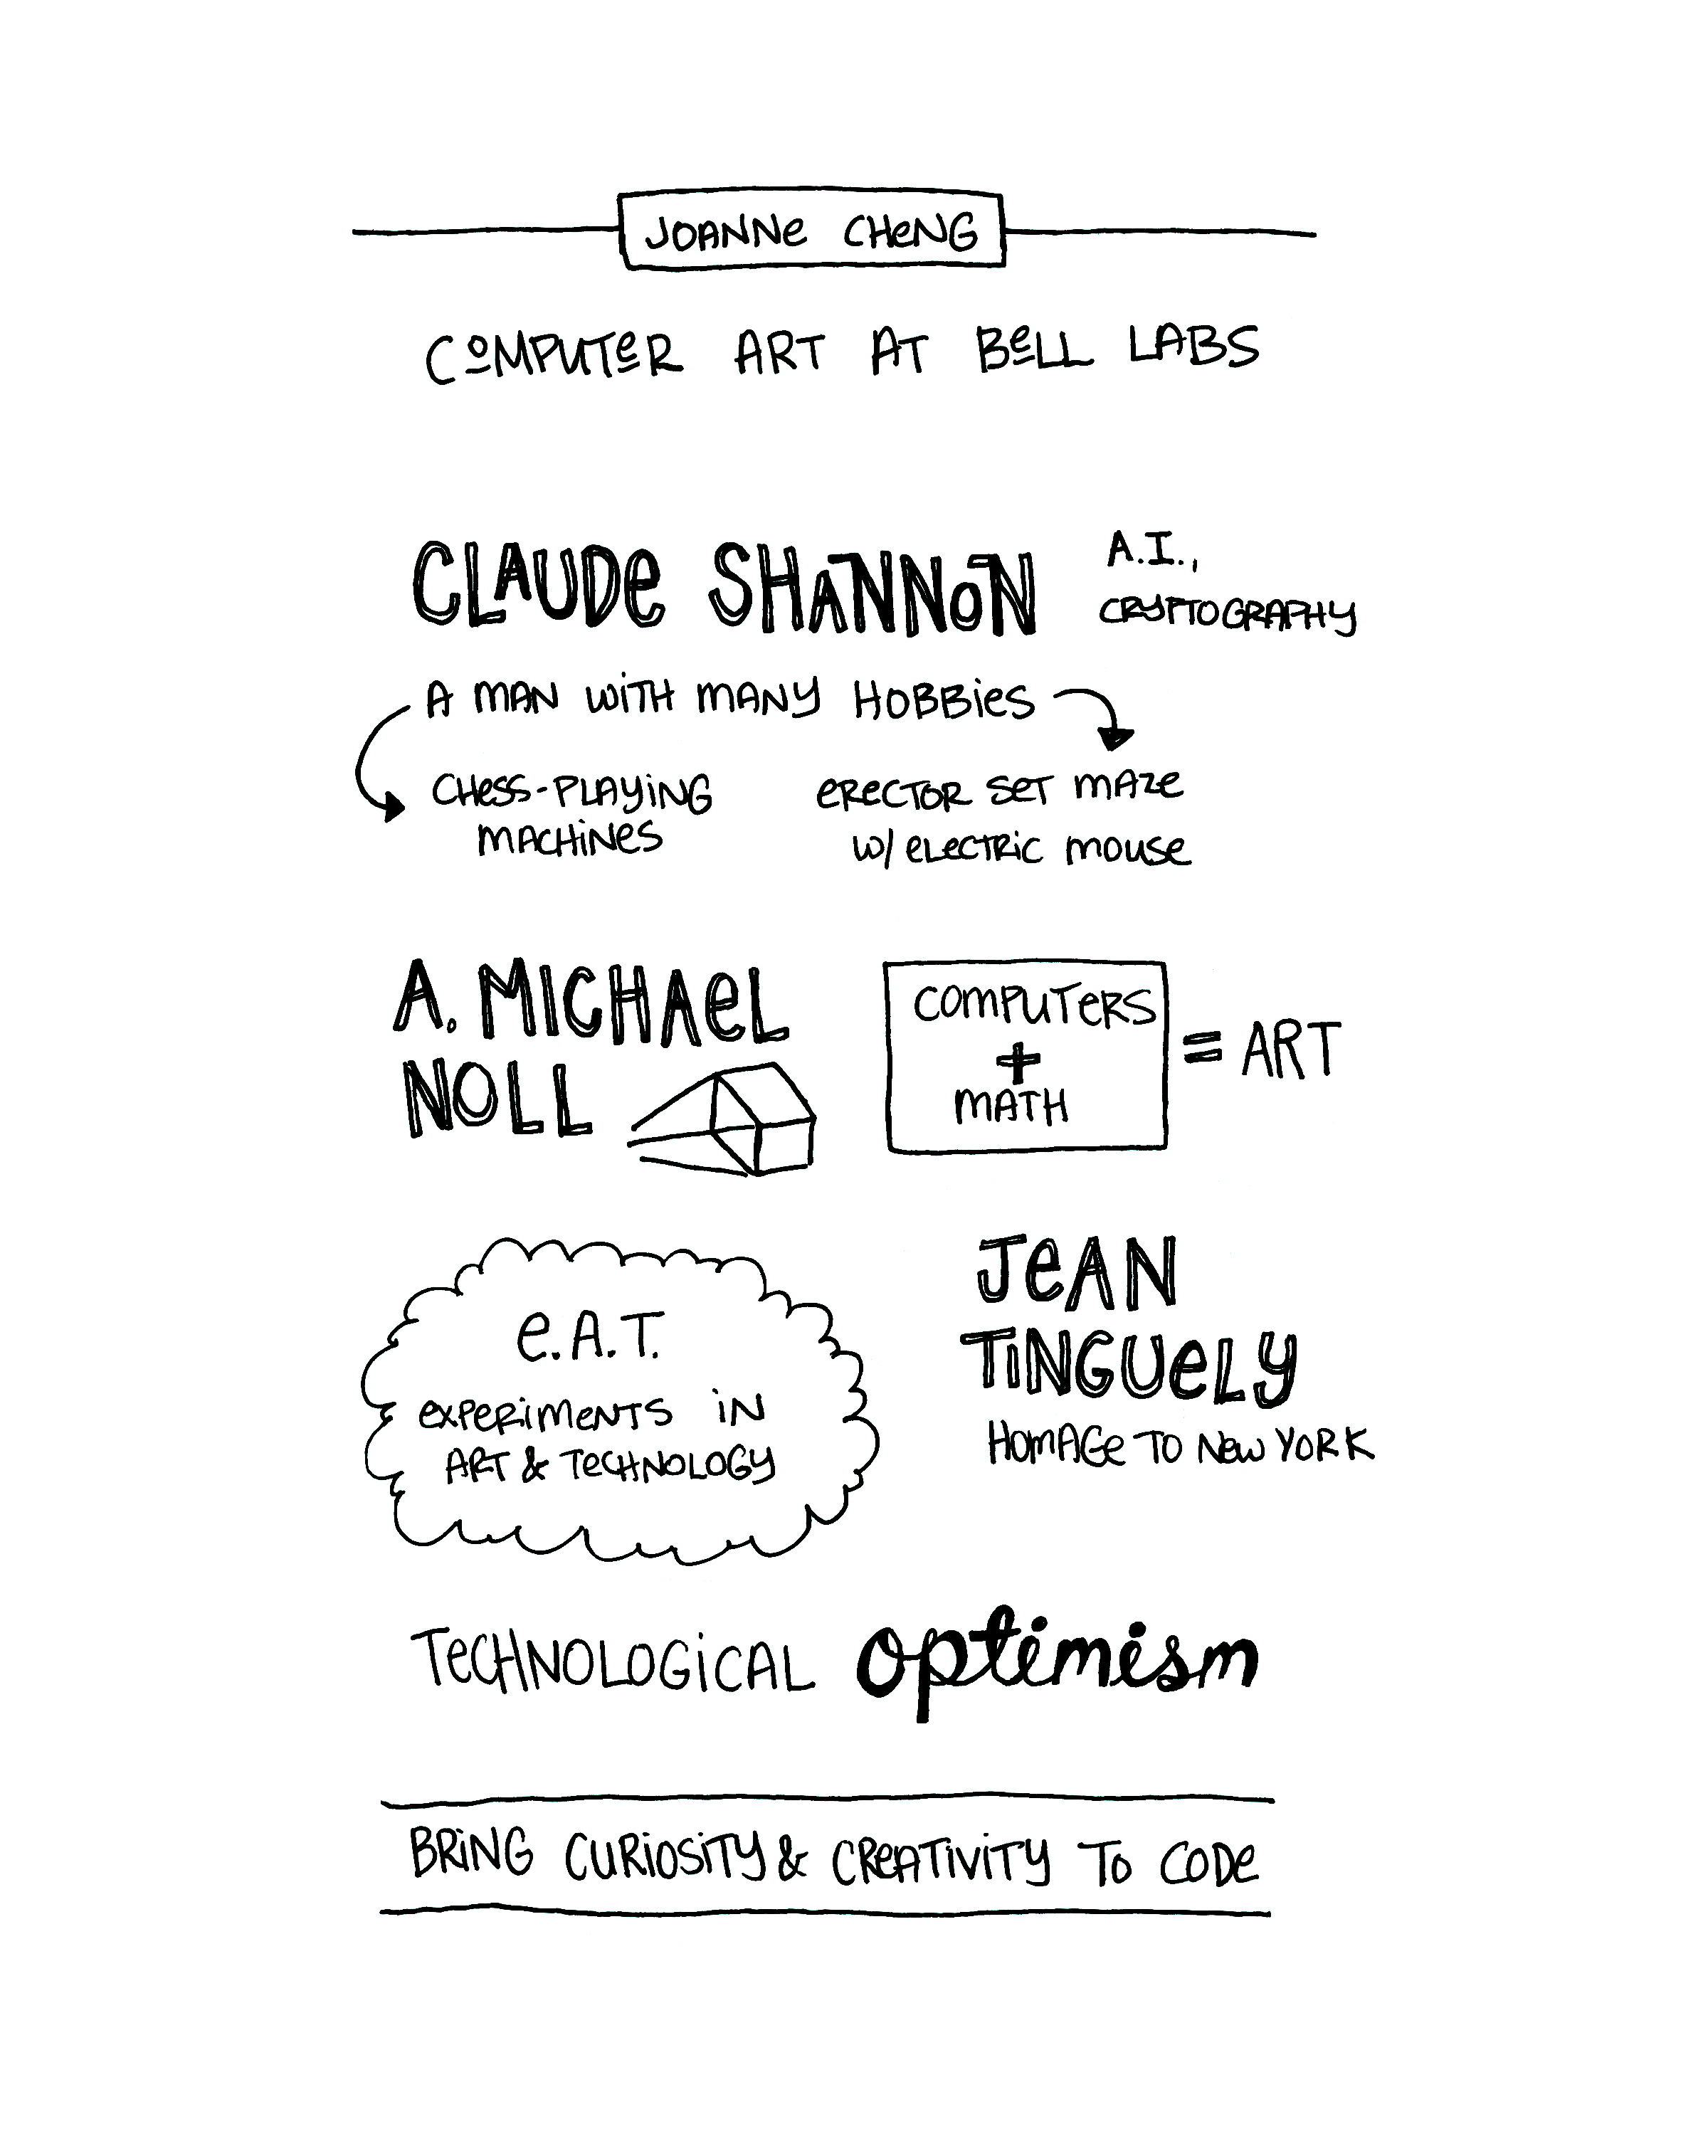 JOANNE CHENG
COMPUTER ART AT BELL LABS
CLAUDE SHANNON
A.I.,
CRYPTOGRAPHY
A MAN WITH MANY HOBBIES
CHESS-PLAYING
MACHINES
ERECTOR SET MAZE
W/ ELECTRIC MOUSE
A. MICHAEL
NOLL
COMPUTERS
+
MATH
= ART
E.A.T.
EXPERIMENTS IN
ART & TECHNOLOGY
JEAN
TINGUELY
HOMAGE TO NEW YORK
TECHNOLOGICAL optimism
BRING CURIOSITY & CREATIVITY TO CODE